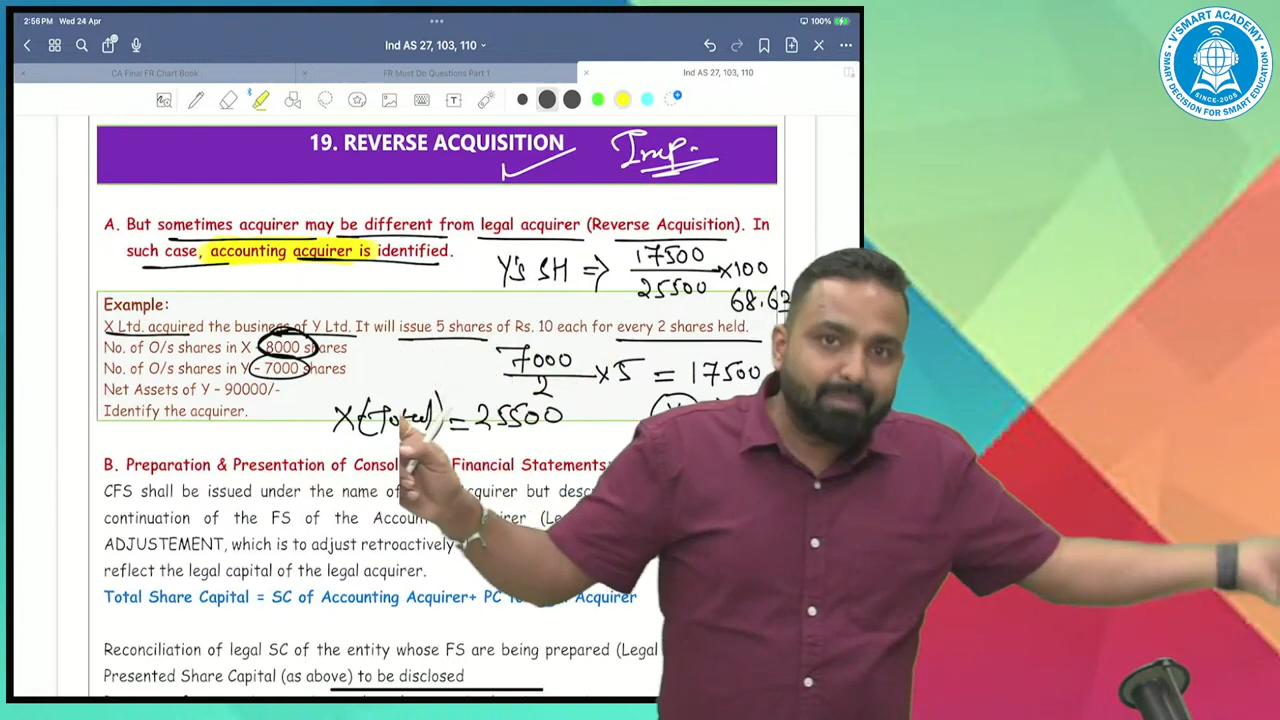 2:56 PM Wed 24 Apr
100%
Ind AS 27, 103, 110
CA Final FR Chart Book
FR Must Do Questions Part 1
Ind AS 27, 103, 110
V'SMART ACADEMY
SMART DECISION FOR SMART EDUCATION
SINCE-2005
19. REVERSE ACQUISITION
Imp.
A. But sometimes acquirer may be different from legal acquirer (Reverse Acquisition). In
such case, accounting acquirer is identified.
Y's SH => 17500
25500 ×100
68.6
Example:
X Ltd. acquired the business of Y Ltd. It will issue 5 shares of Rs. 10 each for every 2 shares held.
No. of O/s shares in X - 8000 shares
No. of O/s shares in Y - 7000 shares
Net Assets of Y - 90000/-
Identify the acquirer.
7000
2 ×5 = 17500
X = 25500
B. Preparation & Presentation of Financial Statements:
CFS shall be issued under the name of
continuation of the FS of the
ADJUSTEMENT, which is to adjust retroactively
reflect the legal capital of the legal acquirer.
Total Share Capital = SC of Accounting Acquirer+ PC Acquirer
Reconciliation of legal SC of the entity whose FS are being prepared (Legal
Presented Share Capital (as above) to be disclosed